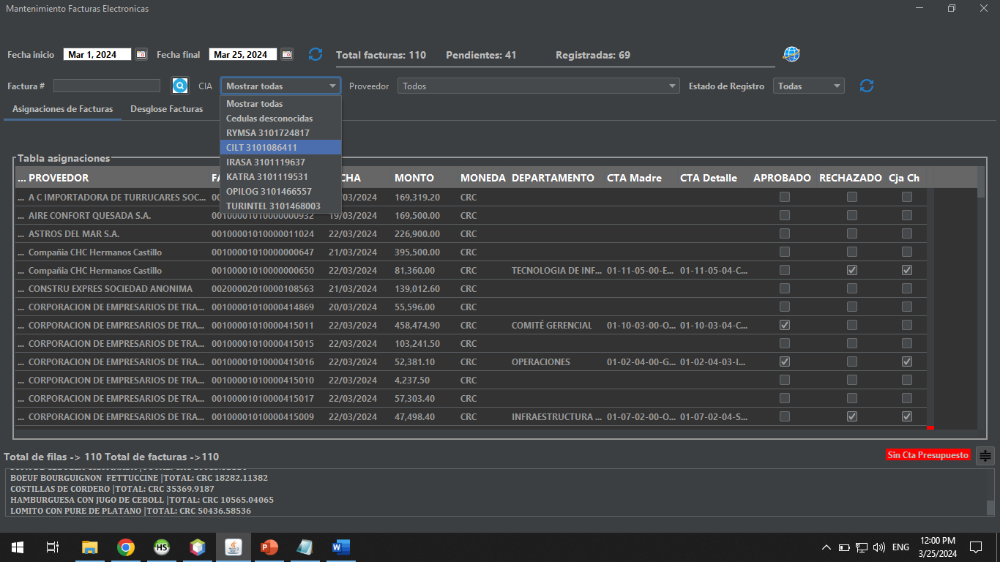 Mantenimiento Facturas Electronicas
Fecha inicio Mar 1, 2024 Fecha final Mar 25, 2024 Total facturas: 110 Pendientes: 41 Registradas: 69
Factura # CIA Mostrar todas Proveedor Todos Estado de Registro Todas
Asignaciones de Facturas Desglose Facturas
Mostrar todas
Cedulas desconocidas
RYMSA 3101724817
CILT 3101086411
IRASA 3101119637
KATRA 3101119531
OPILOG 3101466557
TURINTEL 3101468003
Tabla asignaciones
... PROVEEDOR MONTO MONEDA DEPARTAMENTO CTA Madre CTA Detalle APROBADO RECHAZADO Cja Ch
... A C IMPORTADORA DE TURRUCARES SOC... 169,319.20 CRC
... AIRE CONFORT QUESADA S.A. 00100001010000000932 19/03/2024 169,500.00 CRC
... ASTROS DEL MAR S.A. 00100001010000011024 22/03/2024 226,900.00 CRC
... Compañia CHC Hermanos Castillo 00100001010000000647 21/03/2024 395,500.00 CRC
... Compañia CHC Hermanos Castillo 00100001010000000650 22/03/2024 81,360.00 CRC TECNOLOGIA DE INF... 01-11-05-00-E... 01-11-05-04-C...
... CONSTRU EXPRES SOCIEDAD ANONIMA 00200002010000108563 21/03/2024 139,012.60 CRC
... CORPORACION DE EMPRESARIOS DE TRA... 00100001010000414869 20/03/2024 55,596.00 CRC
... CORPORACION DE EMPRESARIOS DE TRA... 00100001010000415011 22/03/2024 458,474.90 CRC COMITÉ GERENCIAL 01-10-03-00-O... 01-10-03-04-C...
... CORPORACION DE EMPRESARIOS DE TRA... 00100001010000415015 22/03/2024 103,241.50 CRC
... CORPORACION DE EMPRESARIOS DE TRA... 00100001010000415016 22/03/2024 52,381.10 CRC OPERACIONES 01-02-04-00-G... 01-02-04-03-I...
... CORPORACION DE EMPRESARIOS DE TRA... 00100001010000415010 22/03/2024 4,237.50 CRC
... CORPORACION DE EMPRESARIOS DE TRA... 00100001010000415017 22/03/2024 57,303.40 CRC
... CORPORACION DE EMPRESARIOS DE TRA... 00100001010000415009 22/03/2024 47,498.40 CRC INFRAESTRUCTURA ... 01-07-02-00-O... 01-07-02-04-S...
Total de filas -> 110 Total de facturas ->110 Sin Cta Presupuesto
BOEUF BOURGUIGNON FETTUCCINE |TOTAL: CRC 18282.11382
COSTILLAS DE CORDERO |TOTAL: CRC 35369.9187
HAMBURGUESA CON JUGO DE CEBOLL |TOTAL: CRC 10565.04065
LOMITO CON PURE DE PLATANO |TOTAL: CRC 50436.58536
HS
ENG
12:00 PM
3/25/2024